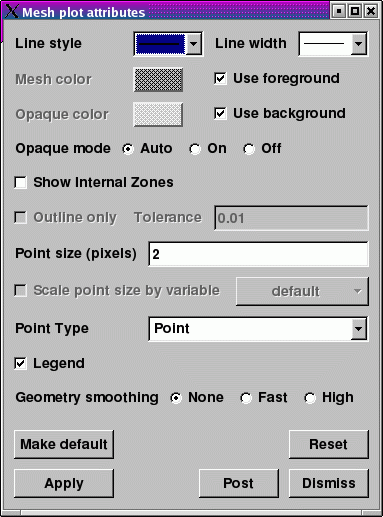 Mesh plot attributes
Line style Line width
Mesh color Use foreground
Opaque color Use background
Opaque mode Auto On Off
Show Internal Zones
Outline only Tolerance 0.01
Point size (pixels) 2
Scale point size by variable default
Point Type Point
Legend
Geometry smoothing None Fast High
Make default Reset
Apply Post Dismiss